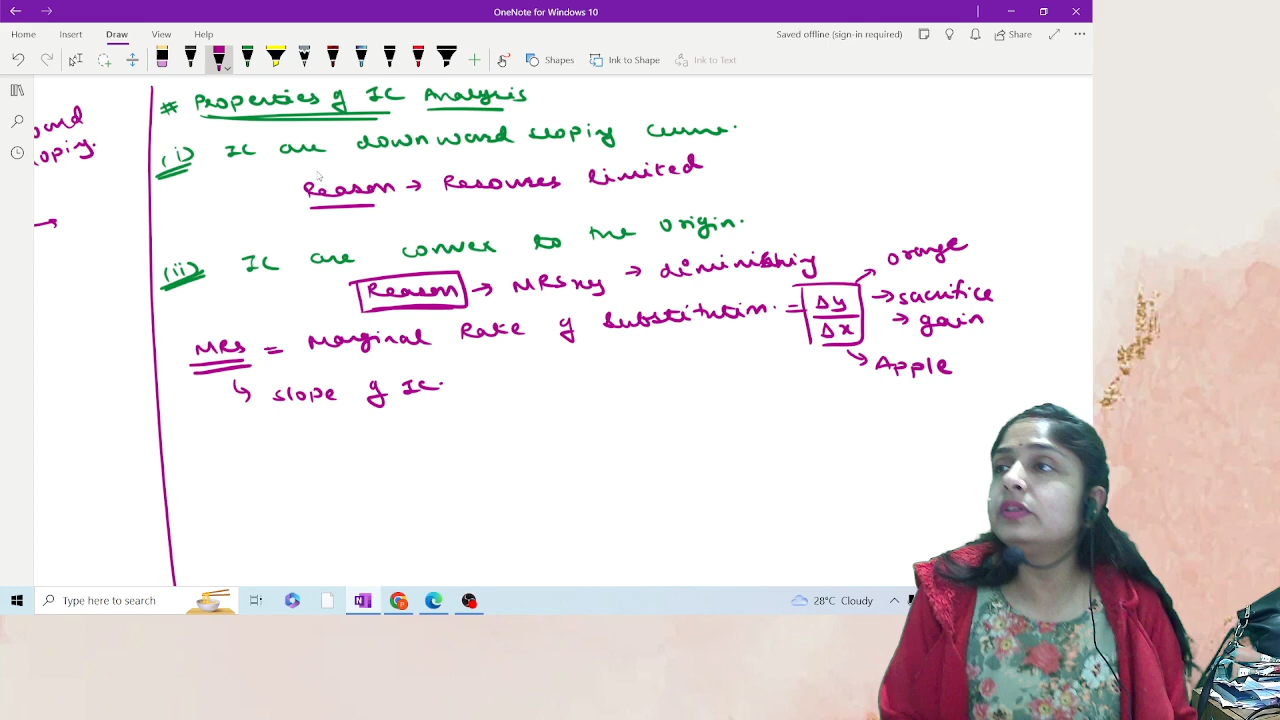 OneNote for Windows 10
Home Insert Draw View Help
Saved offline (sign-in required)
Share
Shapes
Ink to Shape
Ink to Text
# Properties of IC Analysis
(i) IC are downward sloping curve.
Reason → Resources limited
(ii) IC are convex to the origin.
Reason → MRSxy → diminishing
MRS = Marginal Rate of Substitution. = Δy / Δx
orange
→ sacrifice
→ gain
Apple
↳ slope of IC.
Type here to search
28°C Cloudy